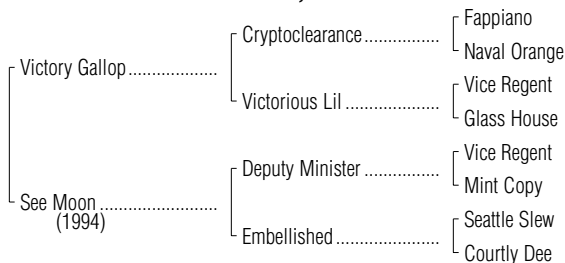 Fappiano
Cryptoclearance................
Naval Orange
Victory Gallop...................
Vice Regent
Victorious Lil....................
Glass House
Vice Regent
Deputy Minister................
Mint Copy
See Moon.........................
(1994)
Seattle Slew
Embellished......................
Courtly Dee